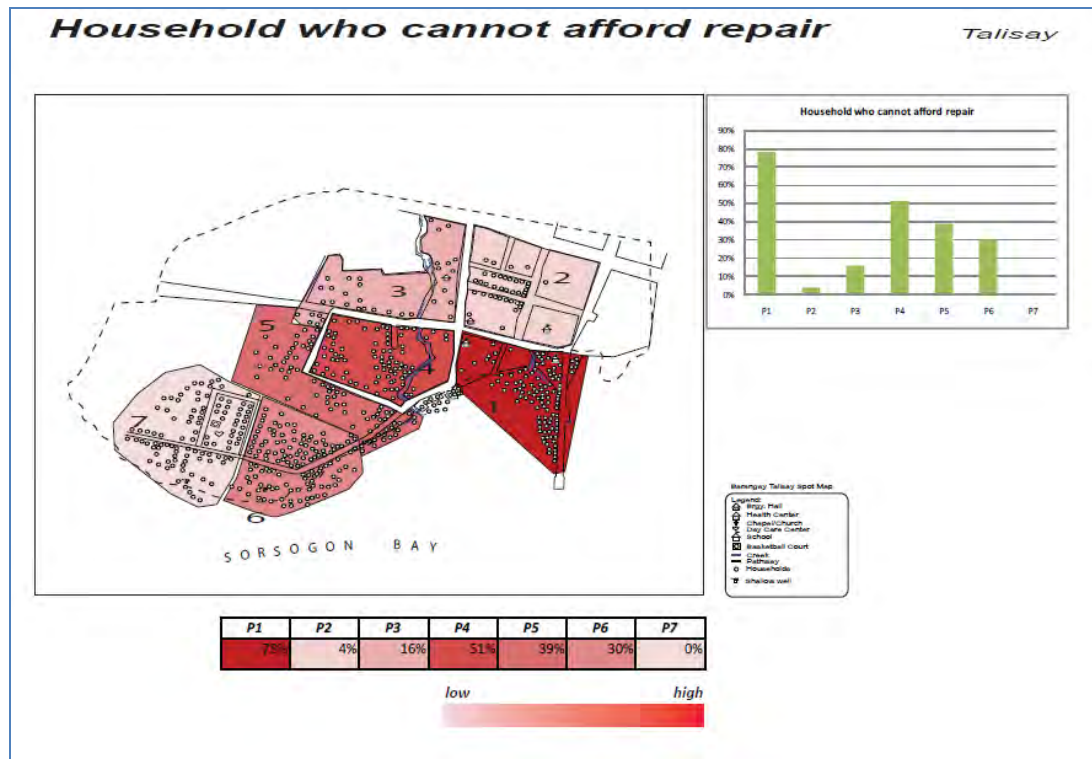 Household who cannot afford repair
Talisay
Household who cannot afford repair
90%
80%
70%
60%
50%
40%
30%
20%
10%
0%
P1 P2 P3 P4 P5 P6 P7
2
3
5
4
1
7
6
SORSOGON BAY
Barangay Talisay Spot Map
Legend:
Brgy. Hall
Health Center
Chapel/Church
Day Care Center
School
Basketball Court
Creek
Pathway
Households
Shallow well
P1 P2 P3 P4 P5 P6 P7
4% 16% 51% 39% 30% 0%
low high